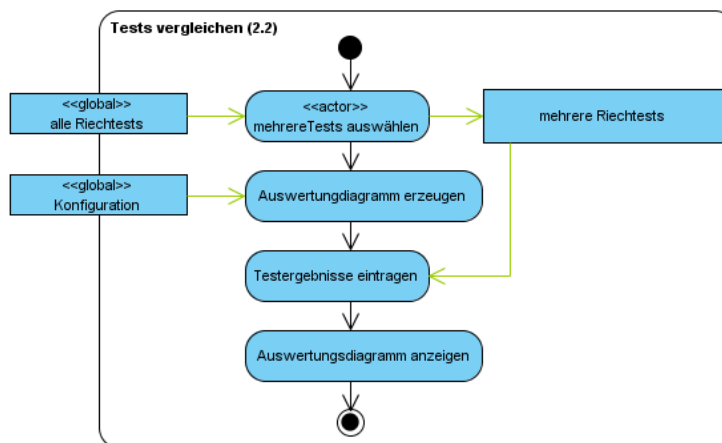 Tests vergleichen (2.2)
<<global>>
alle Riechtests
<<actor>>
mehrereTests auswählen
mehrere Riechtests
<<global>>
Konfiguration
Auswertungdiagramm erzeugen
Testergebnisse eintragen
Auswertungsdiagramm anzeigen